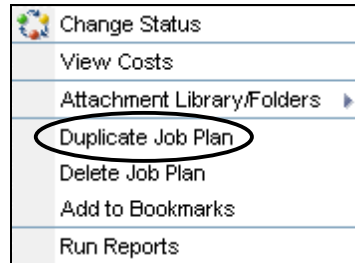 Change Status
View Costs
Attachment Library/Folders
Duplicate Job Plan
Delete Job Plan
Add to Bookmarks
Run Reports